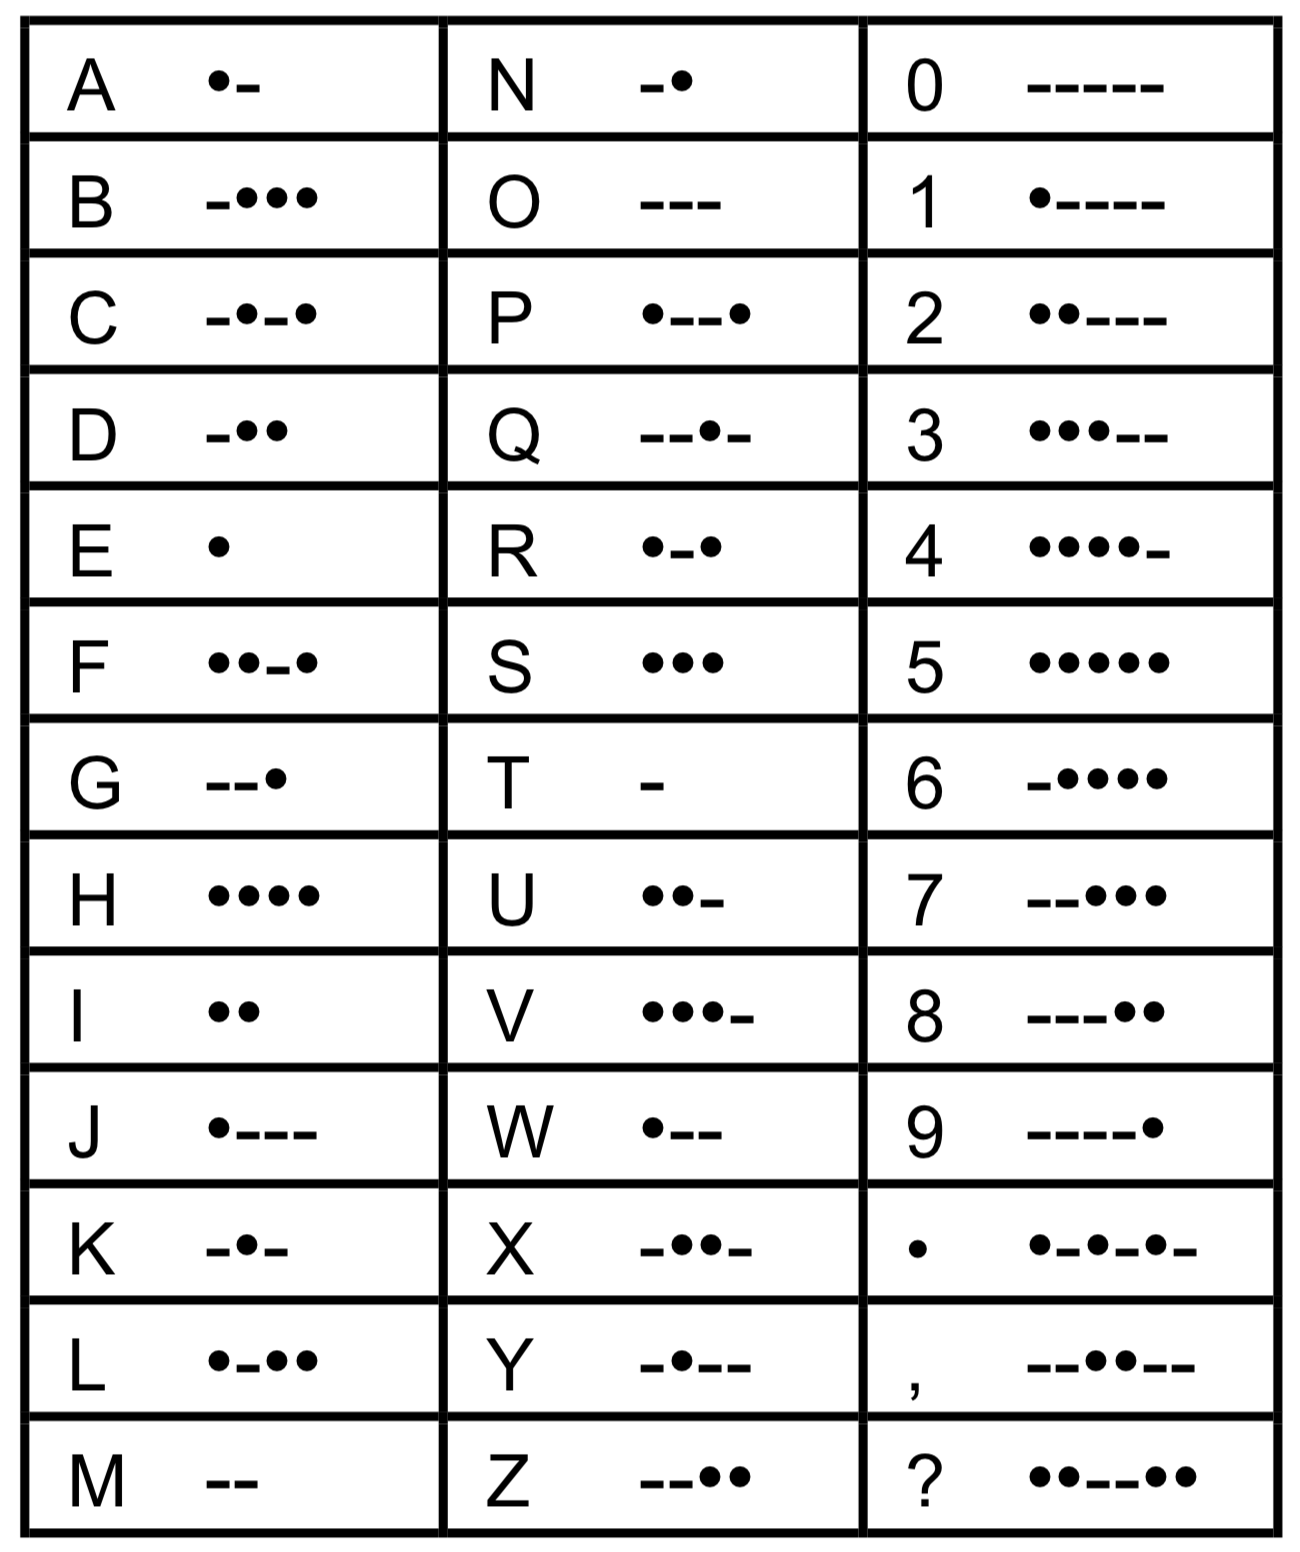 A •- N -• 0 -----
B -••• O --- 1 •----
C -•-• P •--• 2 ••---
D -•• Q --•- 3 •••--
E • R •-• 4 ••••-
F ••-• S ••• 5 •••••
G --• T - 6 -••••
H •••• U ••- 7 --•••
I •• V •••- 8 ---••
J •--- W •-- 9 ----•
K -•- X -••- • •-•-•-
L •-•• Y -•-- , --••--
M -- Z --•• ? ••--••